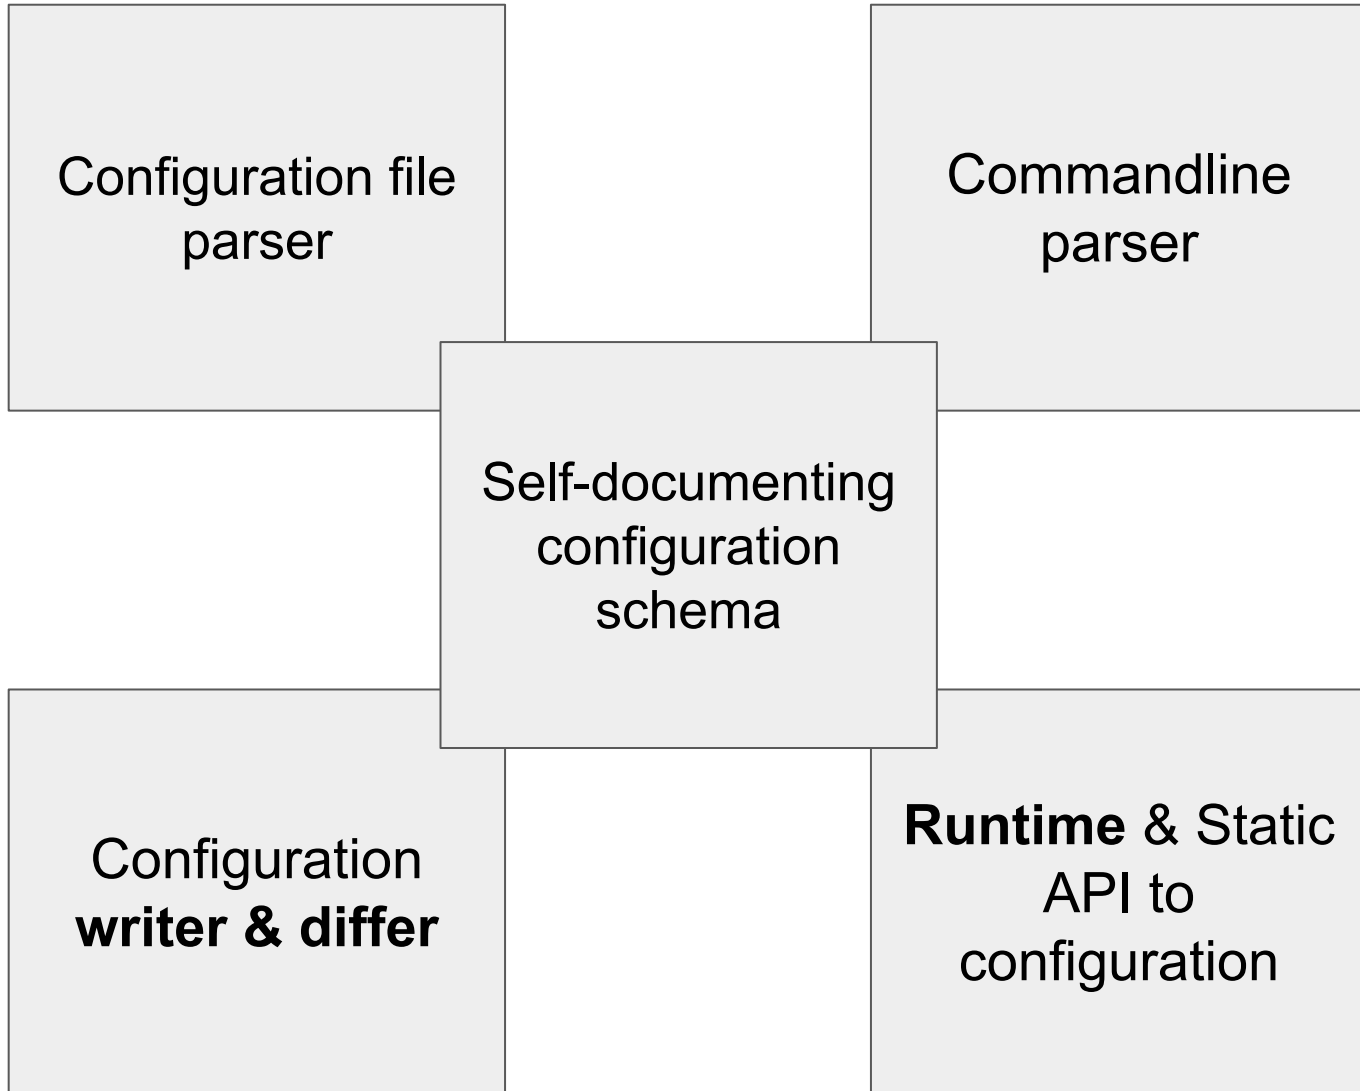 Configuration file
parser
Commandline
parser
Self-documenting
configuration
schema
Configuration
writer & differ
Runtime & Static
API to
configuration